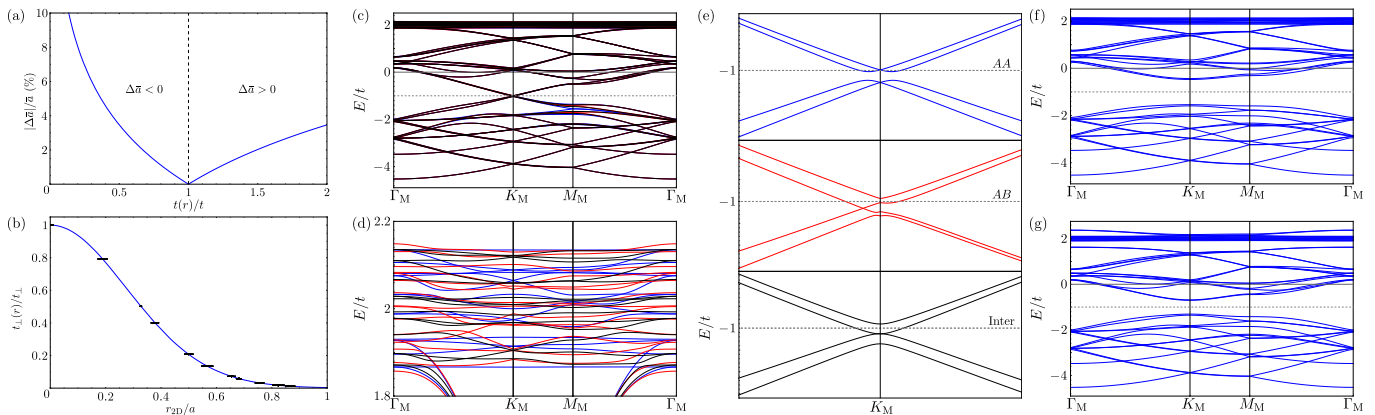 (a)
10
8
6
4
2
0
|Δā|/ā (%)
Δā < 0
Δā > 0
0.5
1
1.5
2
t(r)/t
(b)
1
0.8
0.6
0.4
0.2
0
t⊥(r)/t⊥
0.2
0.4
0.6
0.8
1
r2D/a
(c)
2
0
−2
−4
E/t
ΓM
KM
MM
ΓM
(d)
2.2
2
1.8
E/t
ΓM
KM
MM
ΓM
(e)
−1
AA
−1
AB
−1
Inter
E/t
KM
(f)
2
0
−2
−4
E/t
ΓM
KM
MM
ΓM
(g)
2
0
−2
−4
E/t
ΓM
KM
MM
ΓM